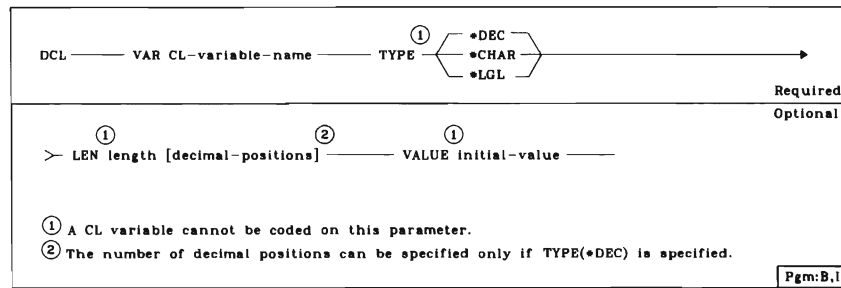 ① *DEC
DCL VAR CL-variable-name TYPE *CHAR
*LGL
Required
Optional
① ② ①
LEN length [decimal-positions] VALUE initial-value
① A CL variable cannot be coded on this parameter.
② The number of decimal positions can be specified only if TYPE(*DEC) is specified.
Pgm:B,I